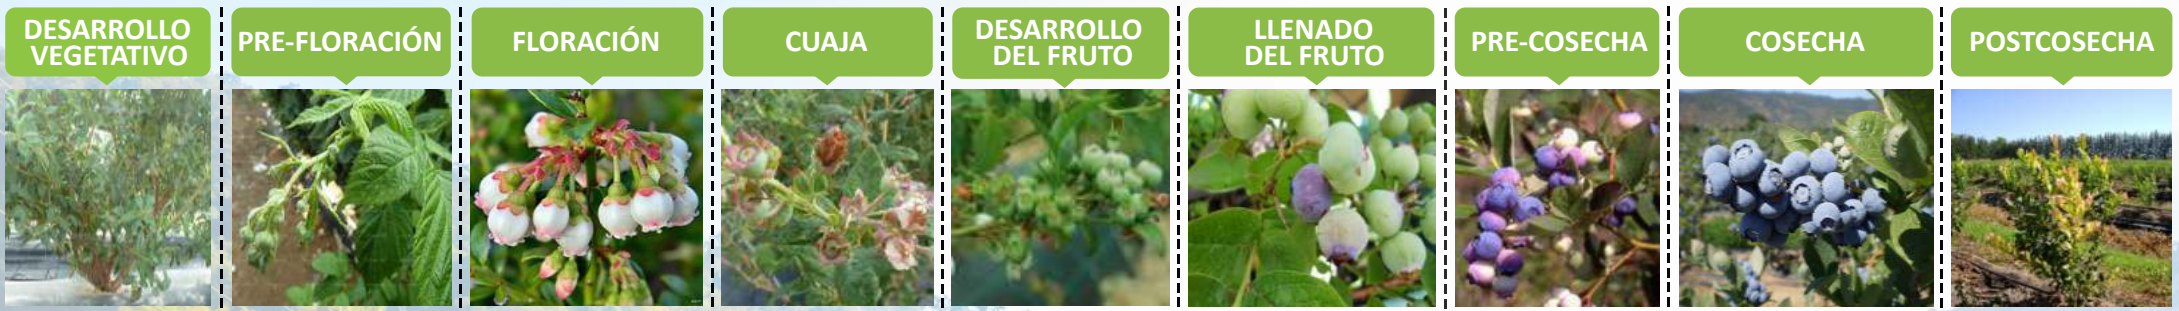 DESARROLLO
VEGETATIVO
PRE-FLORACIÓN
FLORACIÓN
CUAJA
DESARROLLO
DEL FRUTO
LLENADO
DEL FRUTO
PRE-COSECHA
COSECHA
POSTCOSECHA